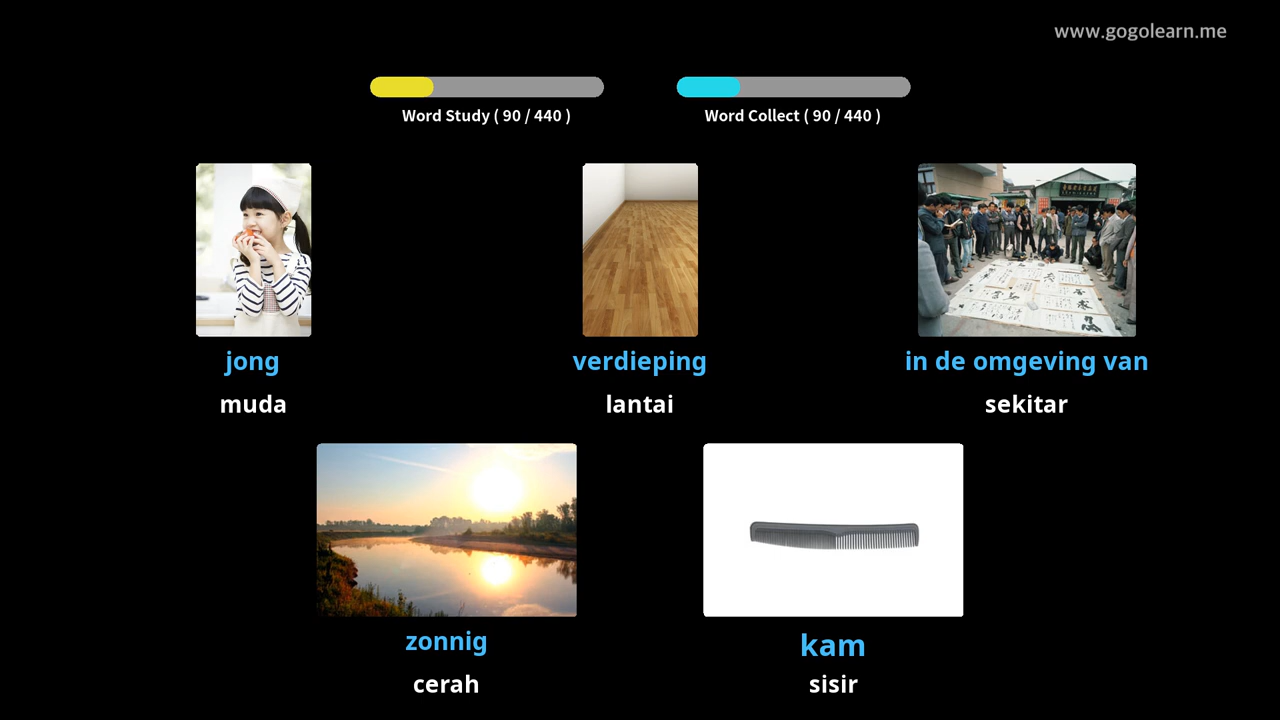 www.gogolearn.me
Word Study ( 90 / 440 )
Word Collect ( 90 / 440 )
jong
verdieping
in de omgeving van
muda
lantai
sekitar
zonnig
kam
cerah
sisir